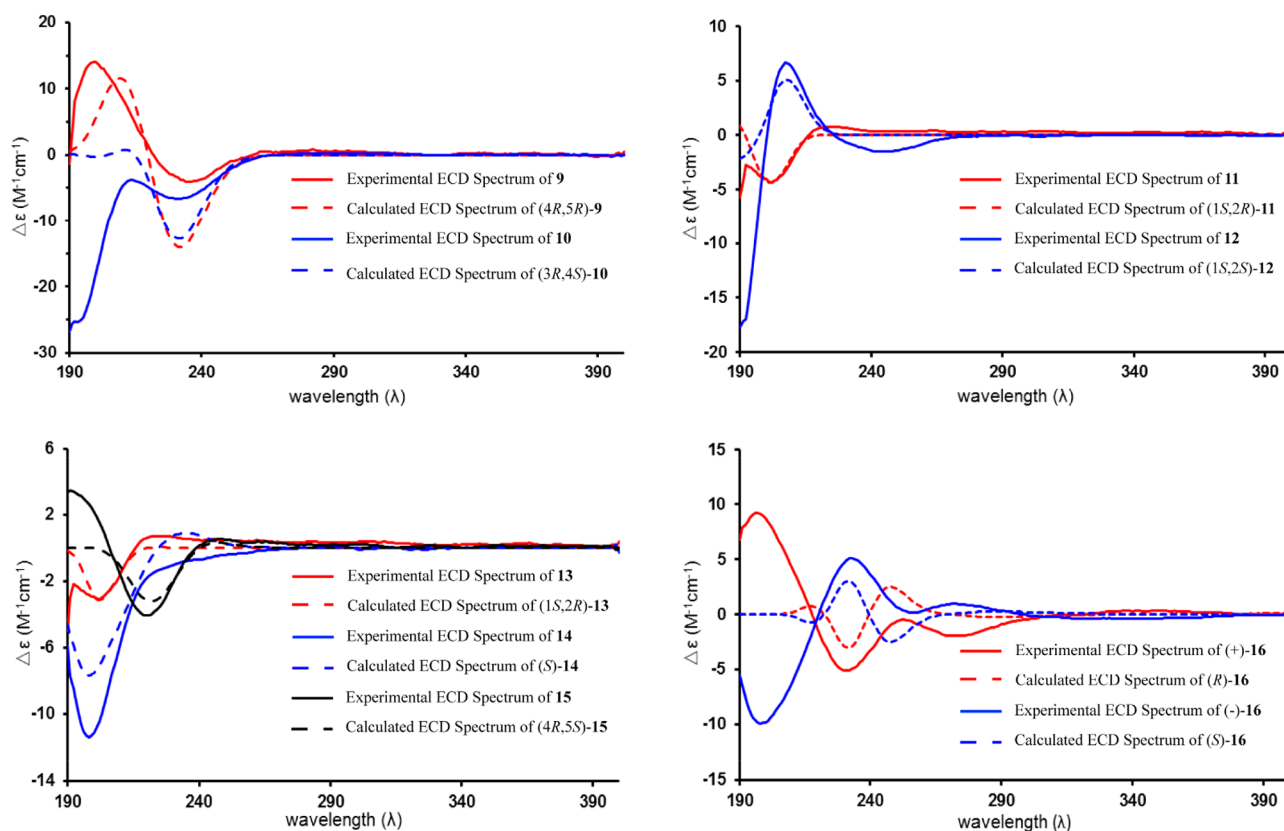 20
10
0
-10
-20
-30
△ε (M⁻¹cm⁻¹)
190
240
290
340
390
wavelength (λ)
Experimental ECD Spectrum of 9
Calculated ECD Spectrum of (4R,5R)-9
Experimental ECD Spectrum of 10
Calculated ECD Spectrum of (3R,4S)-10
10
5
0
-5
-10
-15
-20
△ε (M⁻¹cm⁻¹)
190
240
290
340
390
wavelength (λ)
Experimental ECD Spectrum of 11
Calculated ECD Spectrum of (1S,2R)-11
Experimental ECD Spectrum of 12
Calculated ECD Spectrum of (1S,2S)-12
6
2
-2
-6
-10
-14
△ε (M⁻¹cm⁻¹)
190
240
290
340
390
wavelength (λ)
Experimental ECD Spectrum of 13
Calculated ECD Spectrum of (1S,2R)-13
Experimental ECD Spectrum of 14
Calculated ECD Spectrum of (S)-14
Experimental ECD Spectrum of 15
Calculated ECD Spectrum of (4R,5S)-15
15
10
5
0
-5
-10
-15
△ε (M⁻¹cm⁻¹)
190
240
290
340
390
wavelength (λ)
Experimental ECD Spectrum of (+)-16
Calculated ECD Spectrum of (R)-16
Experimental ECD Spectrum of (-)-16
Calculated ECD Spectrum of (S)-16